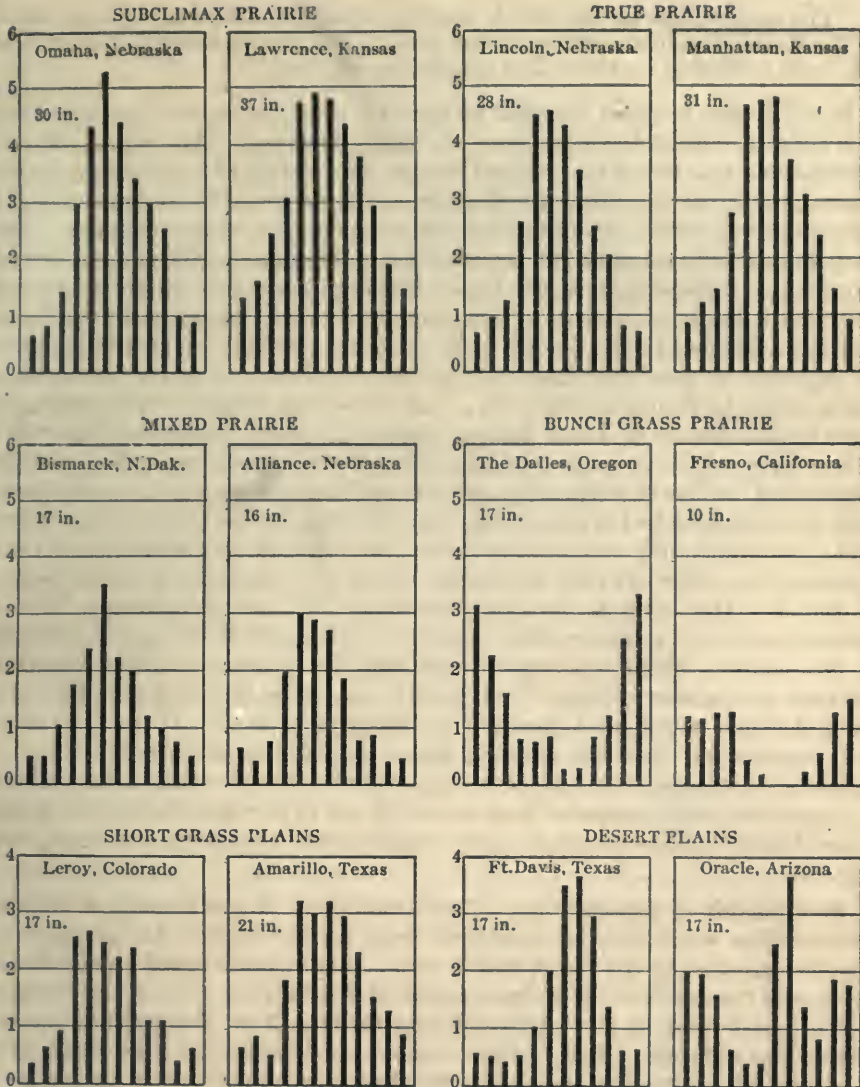 SUBCLIMAX PRAIRIE
TRUE PRAIRIE
6
5
4
3
2
1
0
Omaha, Nebraska
30 in.
Lawrence, Kansas
37 in.
6
5
4
3
2
1
0
Lincoln, Nebraska
28 in.
Manhattan, Kansas
31 in.
MIXED PRAIRIE
BUNCH GRASS PRAIRIE
6
5
4
3
2
1
0
Bismarck, N.Dak.
17 in.
Alliance. Nebraska
16 in.
6
5
4
3
2
1
0
The Dalles, Oregon
17 in.
Fresno, California
10 in.
SHORT GRASS PLAINS
DESERT PLAINS
4
3
2
1
0
Leroy, Colorado
17 in.
Amarillo, Texas
21 in.
4
3
2
1
0
Ft.Davis, Texas
17 in.
Oracle, Arizona
17 in.